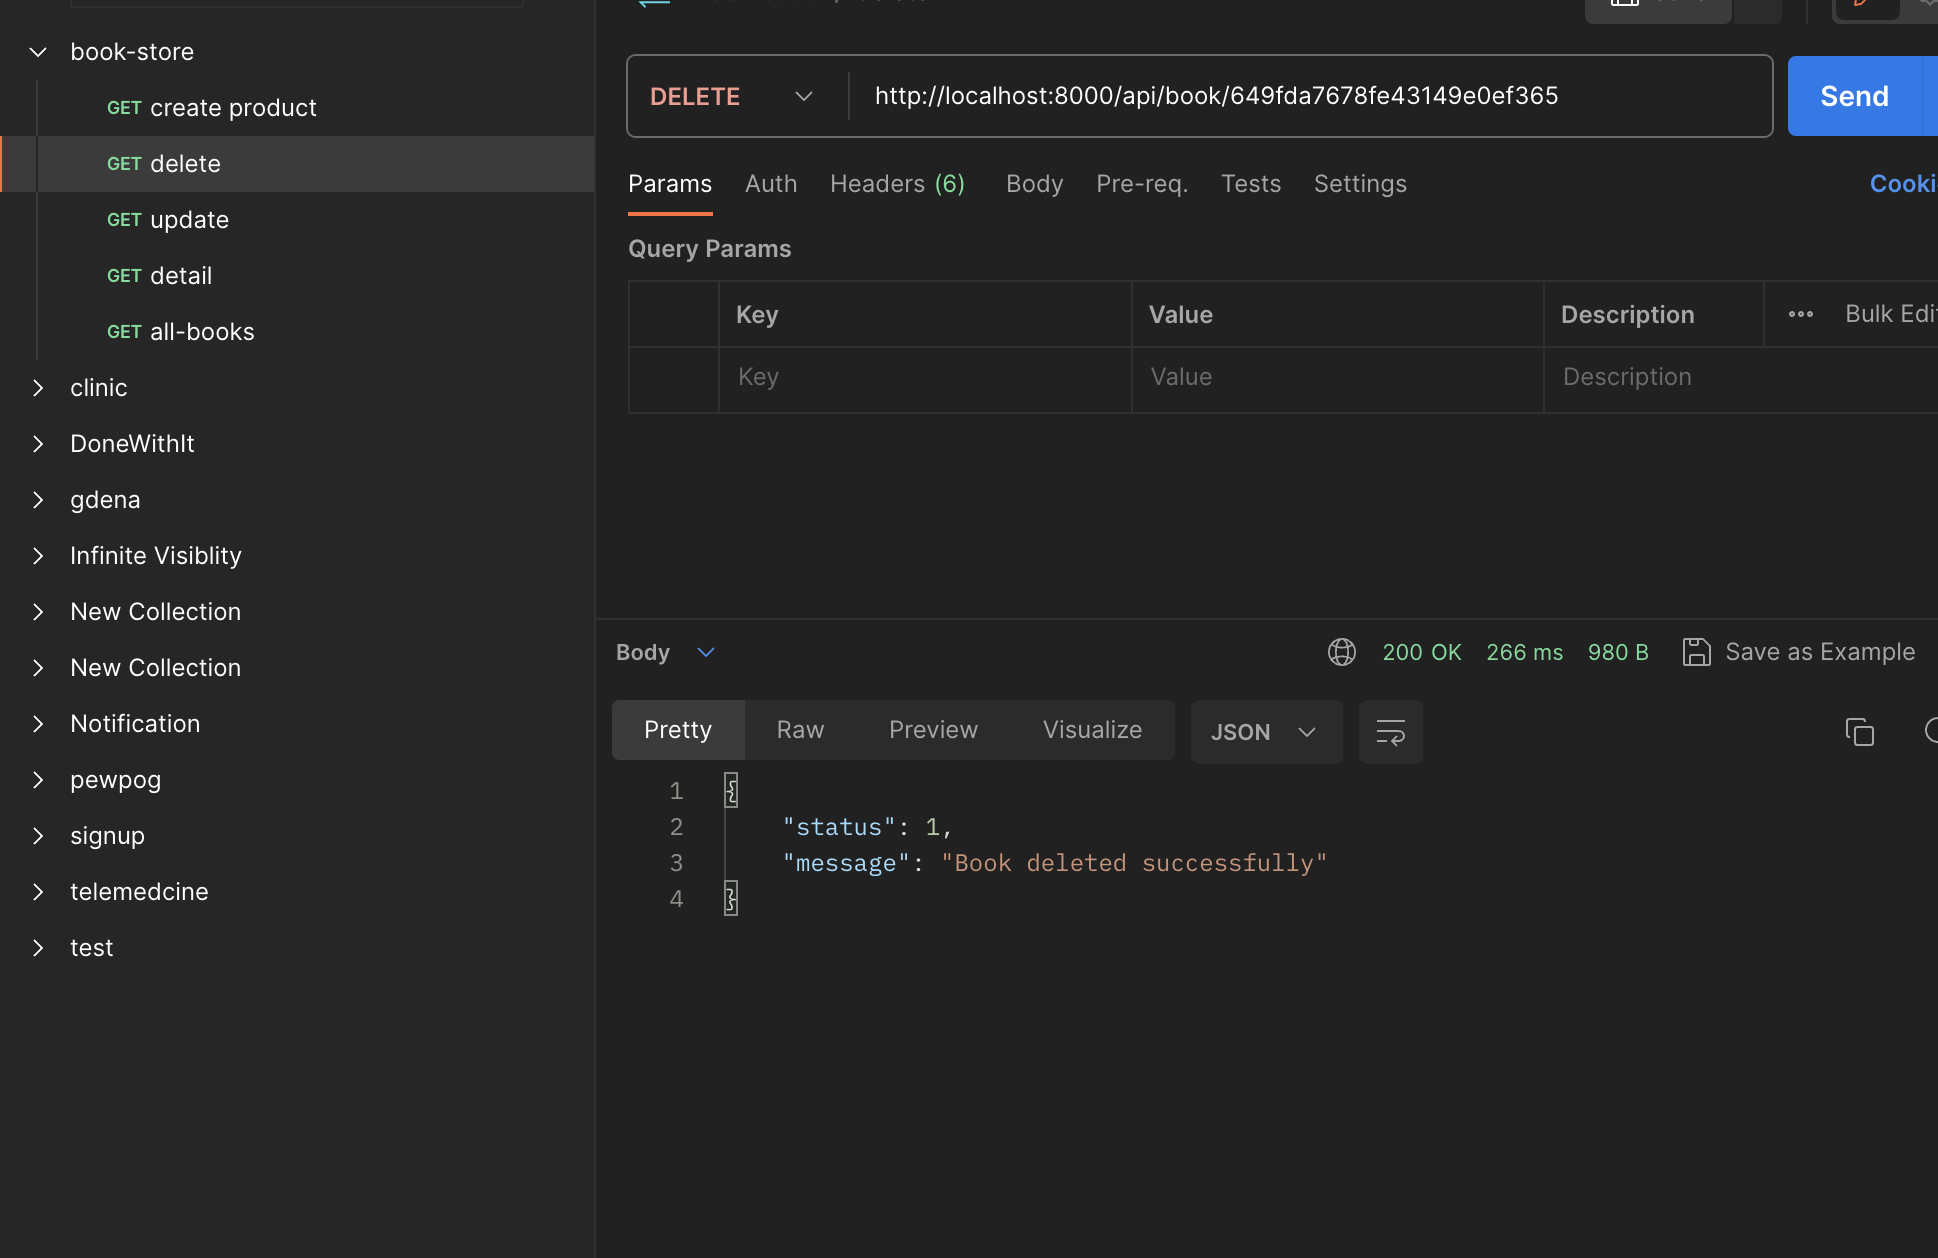 book-store
GET create product
GET delete
GET update
GET detail
GET all-books
clinic
DoneWithIt
gdena
Infinite Visiblity
New Collection
New Collection
Notification
pewpog
signup
telemedcine
test
DELETE http://localhost:8000/api/book/649fda7678fe43149e0ef365 Send
Params Auth Headers (6) Body Pre-req. Tests Settings
Query Params
Key Value Description Bulk Edit
Key Value Description
Body 200 OK 266 ms 980 B Save as Example
Pretty Raw Preview Visualize JSON
1 {
2 "status": 1,
3 "message": "Book deleted successfully"
4 }